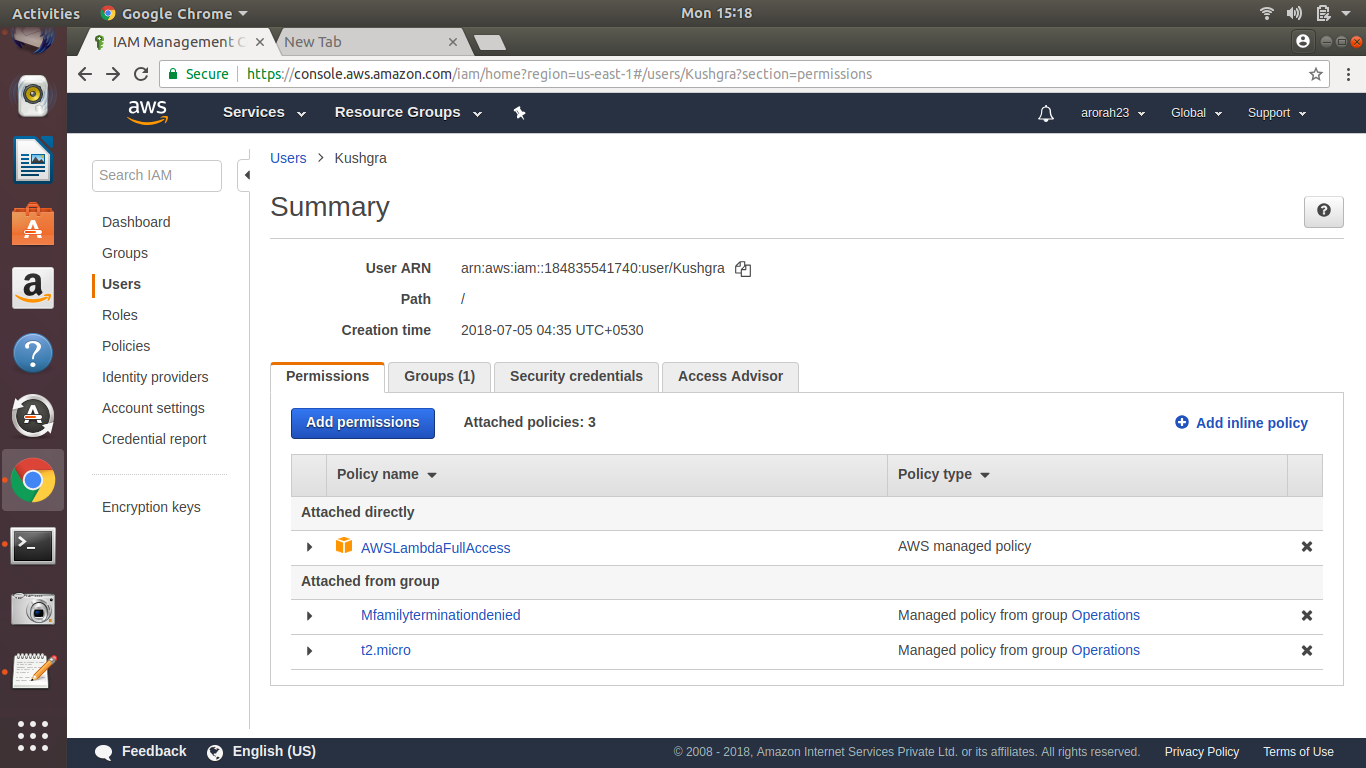 Activities Google Chrome Mon 15:18
IAM Management C New Tab
Secure https://console.aws.amazon.com/iam/home?region=us-east-1#/users/Kushgra?section=permissions
aws Services Resource Groups arorah23 Global Support
Search IAM
Dashboard
Groups
Users
Roles
Policies
Identity providers
Account settings
Credential report
Encryption keys
Users > Kushgra
Summary
User ARN arn:aws:iam::184835541740:user/Kushgra
Path /
Creation time 2018-07-05 04:35 UTC+0530
Permissions Groups (1) Security credentials Access Advisor
Add permissions Attached policies: 3 Add inline policy
Policy name Policy type
Attached directly
AWSLambdaFullAccess AWS managed policy
Attached from group
Mfamilyterminationdenied Managed policy from group Operations
t2.micro Managed policy from group Operations
Feedback English (US) © 2008 - 2018, Amazon Internet Services Private Ltd. or its affiliates. All rights reserved. Privacy Policy Terms of Use